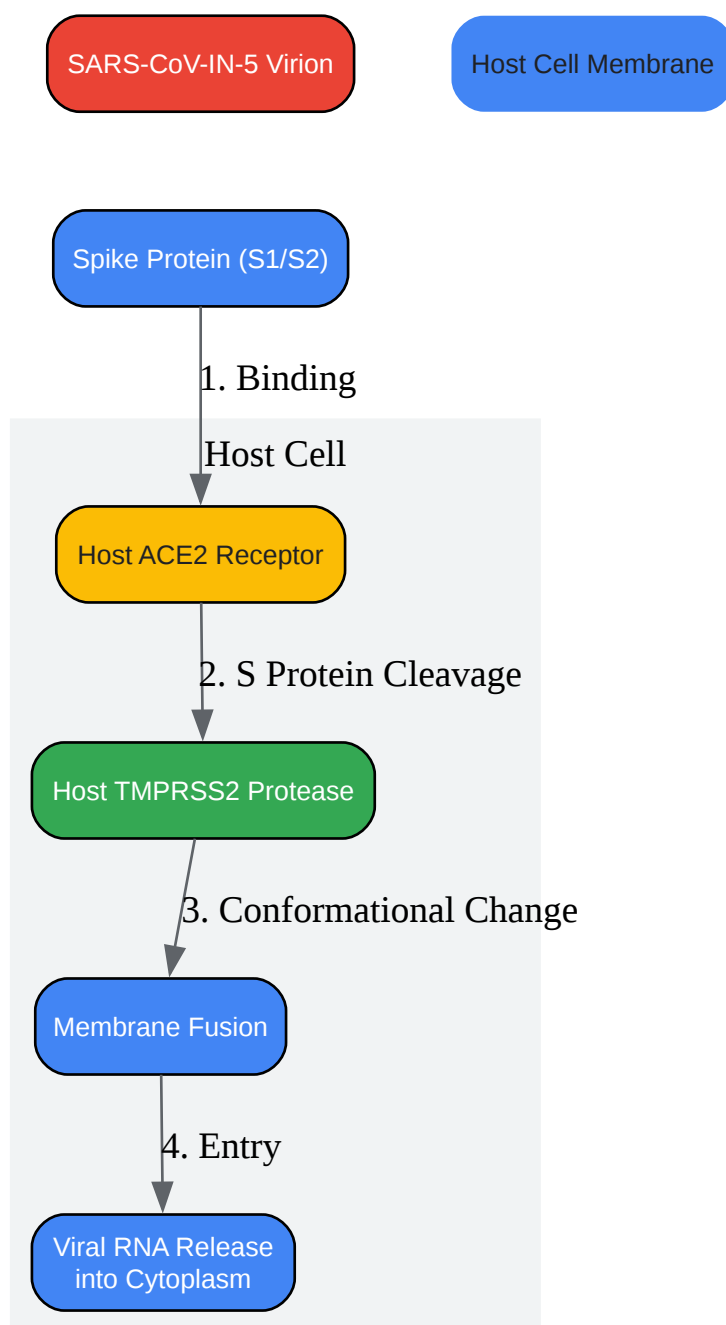 SARS-CoV-IN-5 Virion
Host Cell Membrane
Spike Protein (S1/S2)
1. Binding
Host Cell
Host ACE2 Receptor
2. S Protein Cleavage
Host TMPRSS2 Protease
3. Conformational Change
Membrane Fusion
4. Entry
Viral RNA Release
into Cytoplasm